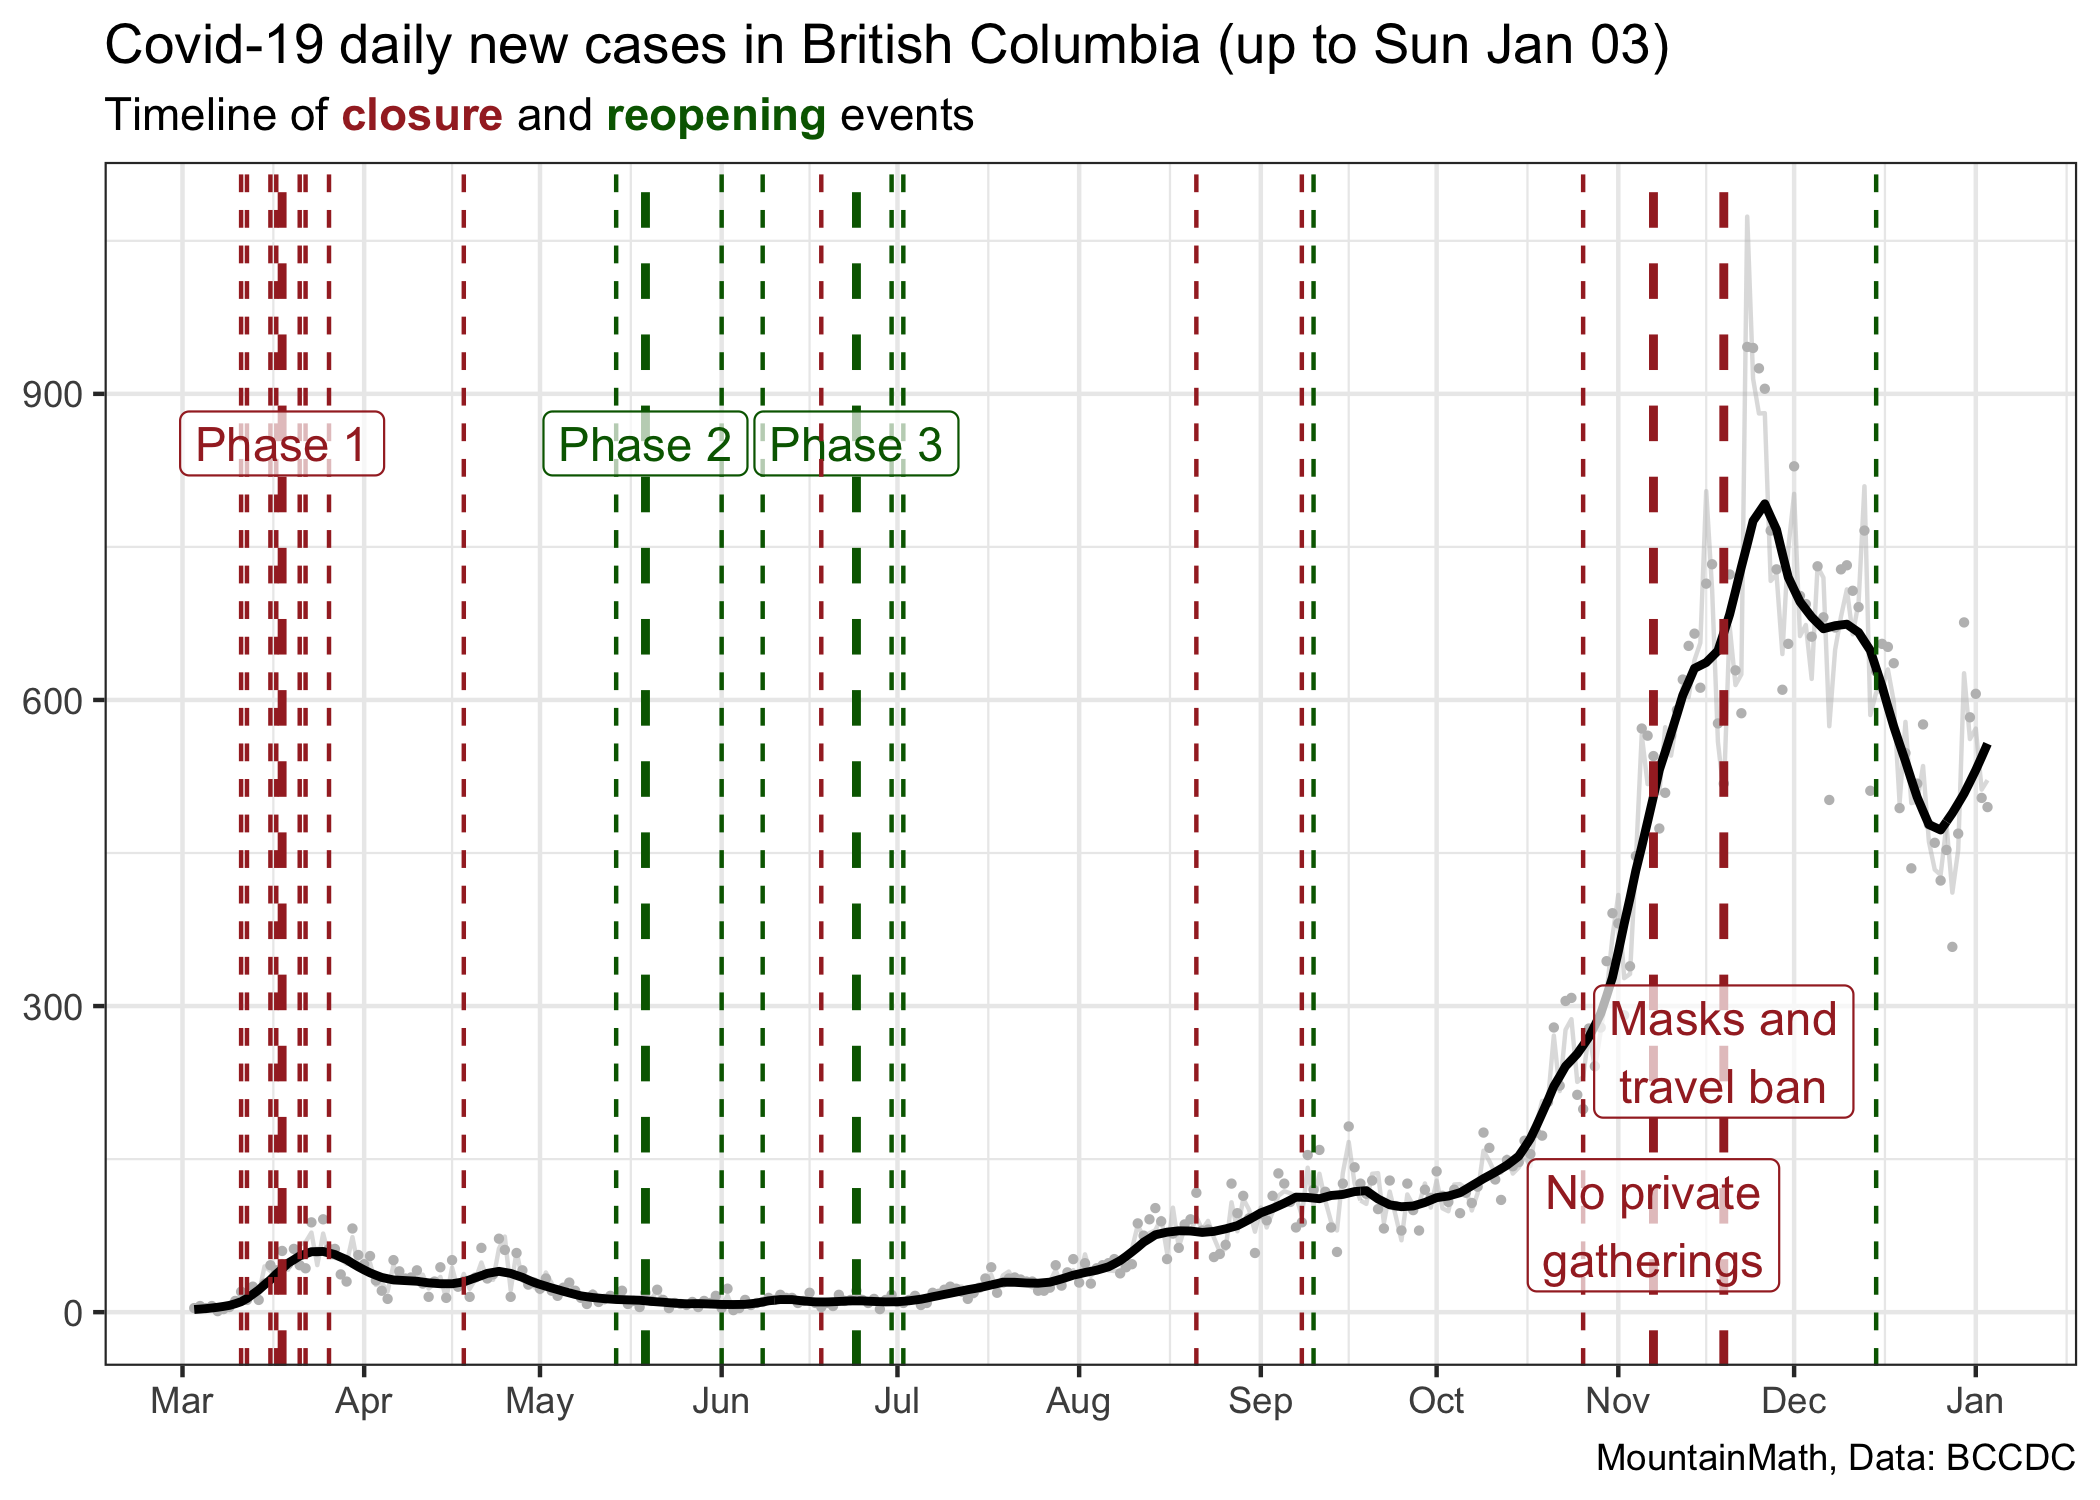 Covid-19 daily new cases in British Columbia (up to Sun Jan 03)
Timeline of closure and reopening events
900
600
300
0
Phase 1
Phase 2
Phase 3
Masks and
travel ban
No private
gatherings
Mar Apr May Jun Jul Aug Sep Oct Nov Dec Jan
MountainMath, Data: BCCDC